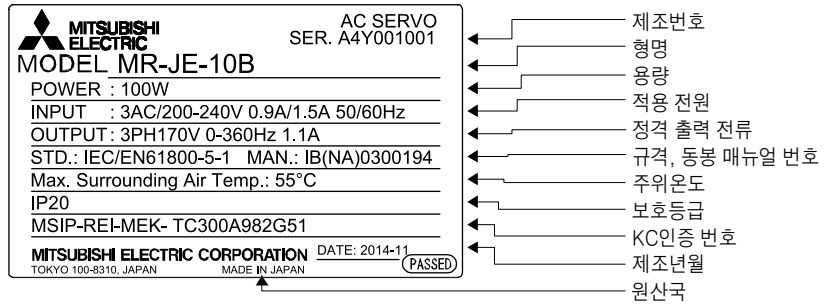 MITSUBISHI
ELECTRIC
AC SERVO
SER. A4Y001001
MODEL MR-JE-10B
POWER : 100W
INPUT : 3AC/200-240V 0.9A/1.5A 50/60Hz
OUTPUT: 3PH170V 0-360Hz 1.1A
STD.: IEC/EN61800-5-1 MAN.: IB(NA)0300194
Max. Surrounding Air Temp.: 55°C
IP20
MSIP-REI-MEK- TC300A982G51
MITSUBISHI ELECTRIC CORPORATION DATE: 2014-11
TOKYO 100-8310, JAPAN MADE IN JAPAN PASSED
제조번호
형명
용량
적용 전원
정격 출력 전류
규격, 동봉 매뉴얼 번호
주위온도
보호등급
KC인증 번호
제조년월
원산국